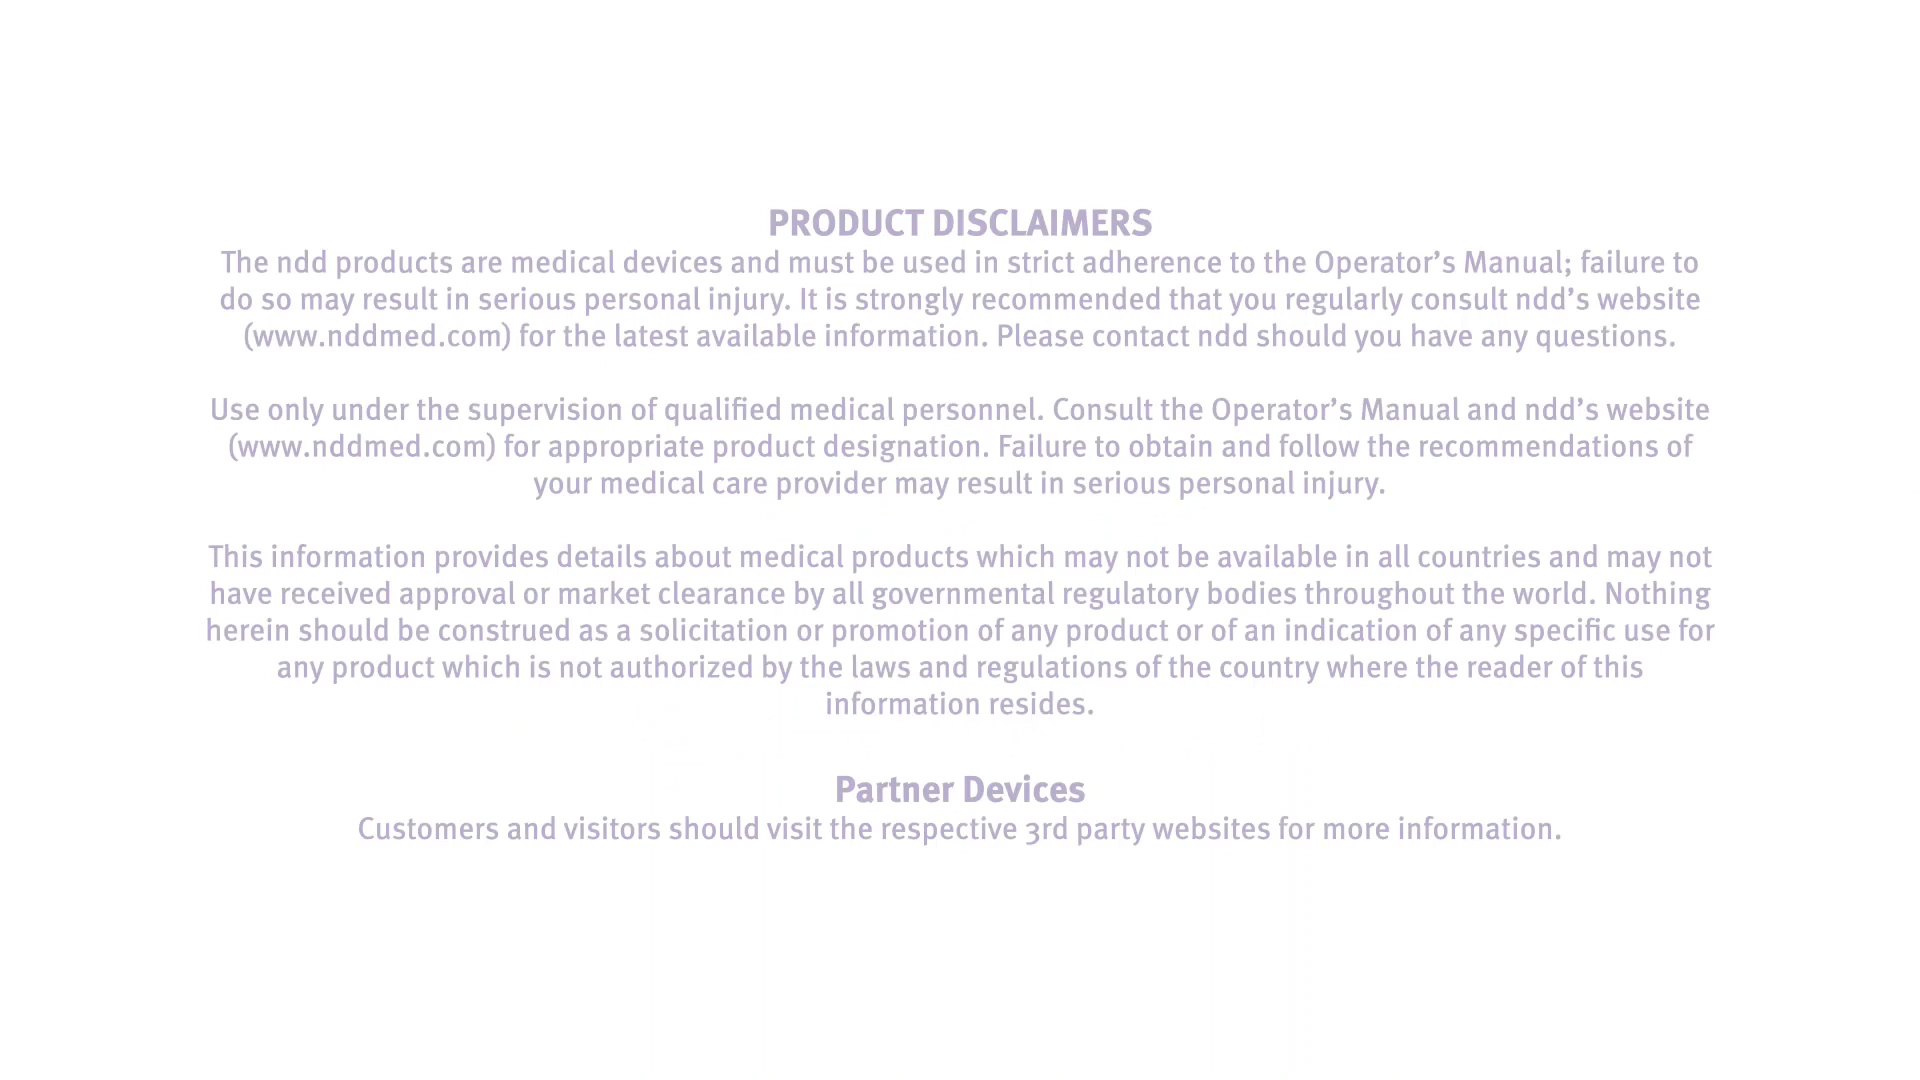 PRODUCT DISCLAIMERS
The ndd products are medical devices and must be used in strict adherence to the Operator’s Manual; failure to
do so may result in serious personal injury. It is strongly recommended that you regularly consult ndd’s website
(www.nddmed.com) for the latest available information. Please contact ndd should you have any questions.
Use only under the supervision of qualified medical personnel. Consult the Operator’s Manual and ndd’s website
(www.nddmed.com) for appropriate product designation. Failure to obtain and follow the recommendations of
your medical care provider may result in serious personal injury.
This information provides details about medical products which may not be available in all countries and may not
have received approval or market clearance by all governmental regulatory bodies throughout the world. Nothing
herein should be construed as a solicitation or promotion of any product or of an indication of any specific use for
any product which is not authorized by the laws and regulations of the country where the reader of this
information resides.
Partner Devices
Customers and visitors should visit the respective 3rd party websites for more information.